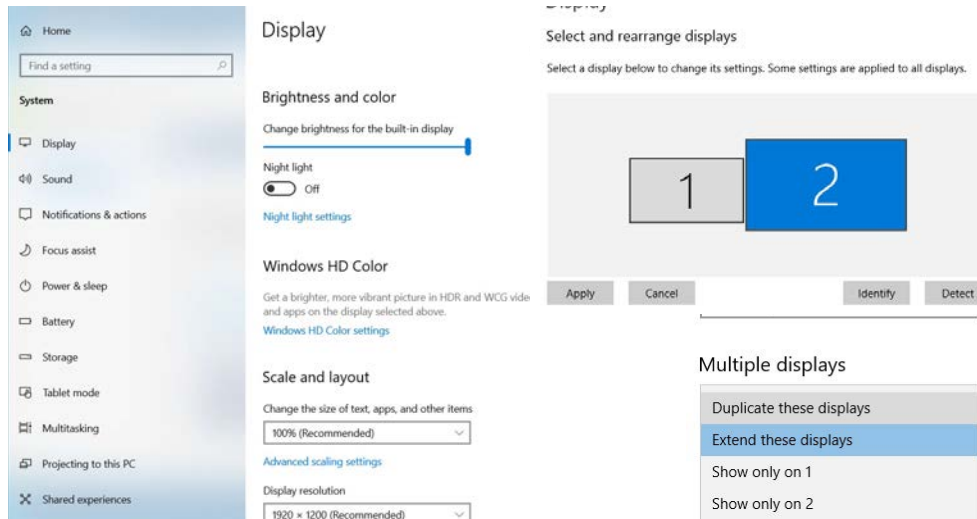 Home
Find a setting
System
Display
Sound
Notifications & actions
Focus assist
Power & sleep
Battery
Storage
Tablet mode
Multitasking
Projecting to this PC
Shared experiences
Display
Brightness and color
Change brightness for the built-in display
Night light
Off
Night light settings
Windows HD Color
Get a brighter, more vibrant picture in HDR and WCG vide
and apps on the display selected above.
Windows HD Color settings
Scale and layout
Change the size of text, apps, and other items
100% (Recommended)
Advanced scaling settings
Display resolution
1920 × 1200 (Recommended)
Display
Select and rearrange displays
Select a display below to change its settings. Some settings are applied to all displays.
1
2
Apply Cancel Identify Detect
Multiple displays
Duplicate these displays
Extend these displays
Show only on 1
Show only on 2